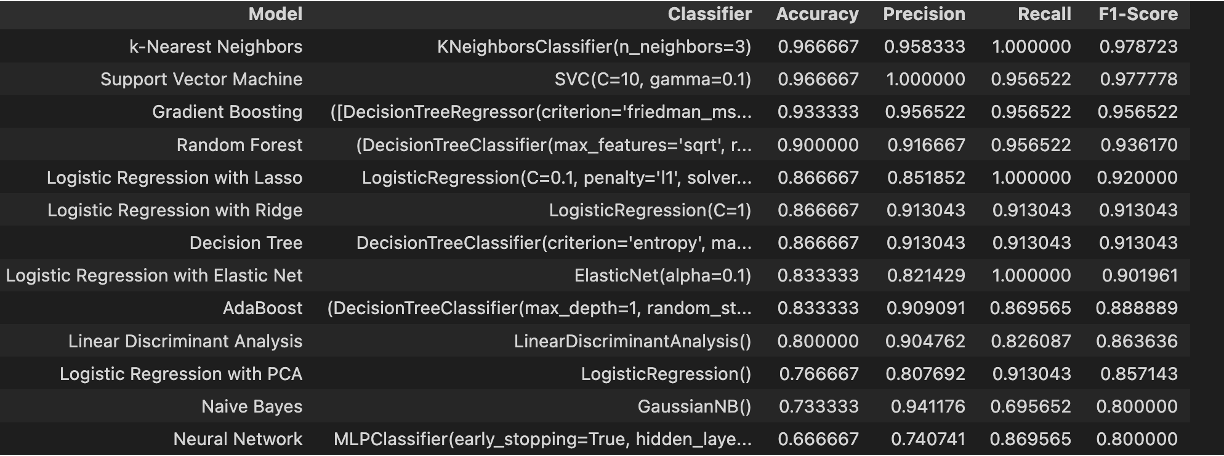 Model Classifier Accuracy Precision Recall F1-Score
k-Nearest Neighbors KNeighborsClassifier(n_neighbors=3) 0.966667 0.958333 1.000000 0.978723
Support Vector Machine SVC(C=10, gamma=0.1) 0.966667 1.000000 0.956522 0.977778
Gradient Boosting ([DecisionTreeRegressor(criterion='friedman_ms... 0.933333 0.956522 0.956522 0.956522
Random Forest (DecisionTreeClassifier(max_features='sqrt', r... 0.900000 0.916667 0.956522 0.936170
Logistic Regression with Lasso LogisticRegression(C=0.1, penalty='l1', solver... 0.866667 0.851852 1.000000 0.920000
Logistic Regression with Ridge LogisticRegression(C=1) 0.866667 0.913043 0.913043 0.913043
Decision Tree DecisionTreeClassifier(criterion='entropy', ma... 0.866667 0.913043 0.913043 0.913043
Logistic Regression with Elastic Net ElasticNet(alpha=0.1) 0.833333 0.821429 1.000000 0.901961
AdaBoost (DecisionTreeClassifier(max_depth=1, random_st... 0.833333 0.909091 0.869565 0.888889
Linear Discriminant Analysis LinearDiscriminantAnalysis() 0.800000 0.904762 0.826087 0.863636
Logistic Regression with PCA LogisticRegression() 0.766667 0.807692 0.913043 0.857143
Naive Bayes GaussianNB() 0.733333 0.941176 0.695652 0.800000
Neural Network MLPClassifier(early_stopping=True, hidden_laye... 0.666667 0.740741 0.869565 0.800000